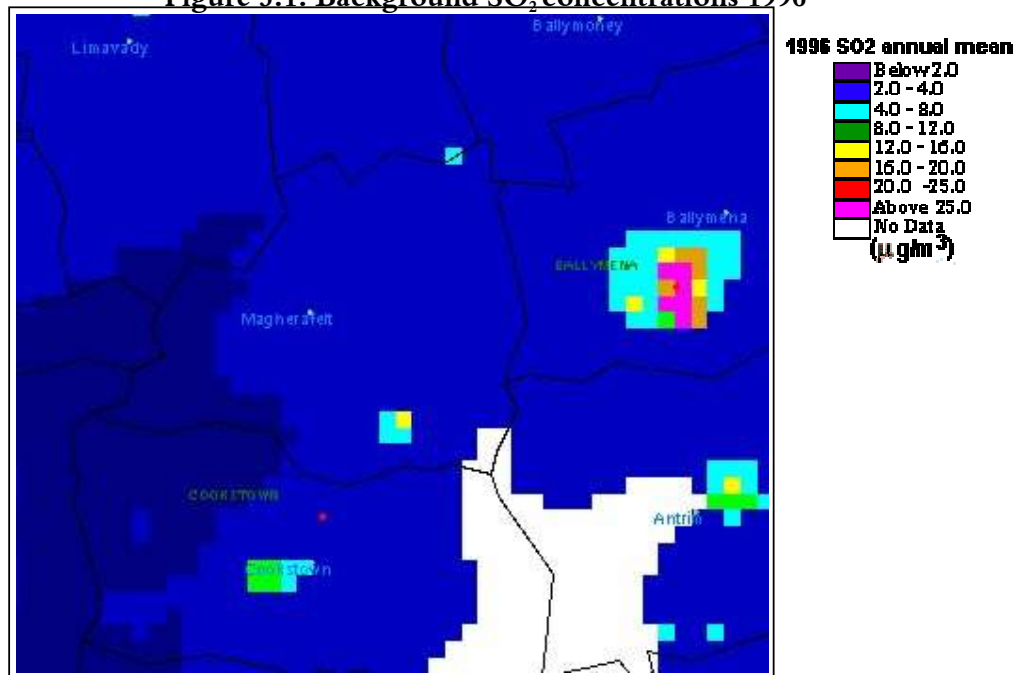 Figure 3.1: Background SO₂ concentrations 1996
Ballymoney
Limavady
1996 SO2 annual mean
Below 2.0
2.0 - 4.0
4.0 - 8.0
8.0 - 12.0
12.0 - 16.0
16.0 - 20.0
20.0 -25.0
Above 25.0
No Data
(µg/m³)
Ballymena
BALLYMENA
Magherafelt
COOKSTOWN
Antrim
Cookstown